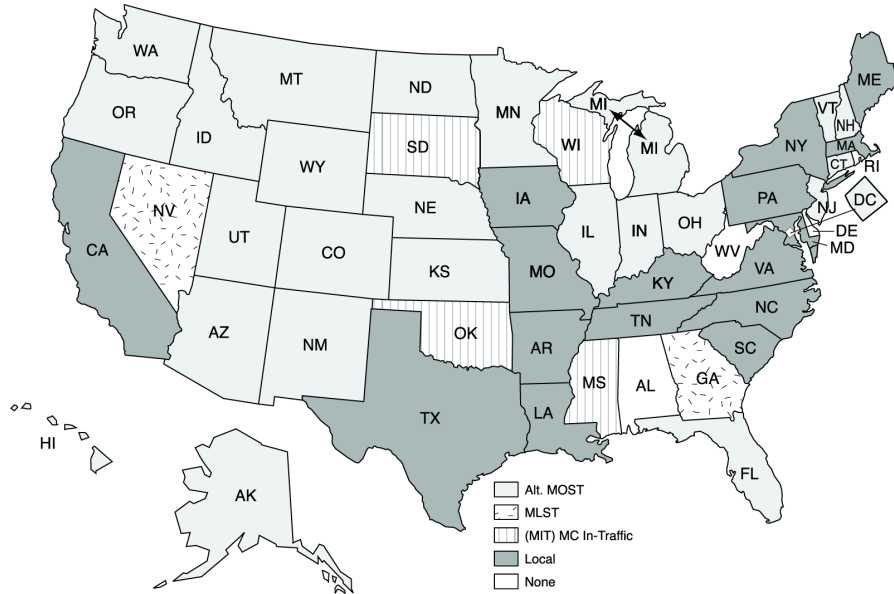 WA
MT
ND
MN
MI
ME
VT
NH
OR
ID
SD
WI
MI
NY
MA
CT
RI
WY
IA
PA
NJ
DC
NV
NE
IL
IN
OH
DE
MD
CA
UT
CO
KS
MO
WV
VA
KY
NC
TN
AZ
NM
OK
AR
SC
MS
AL
GA
TX
LA
HI
FL
AK
Alt. MOST
MLST
(MIT) MC In-Traffic
Local
None